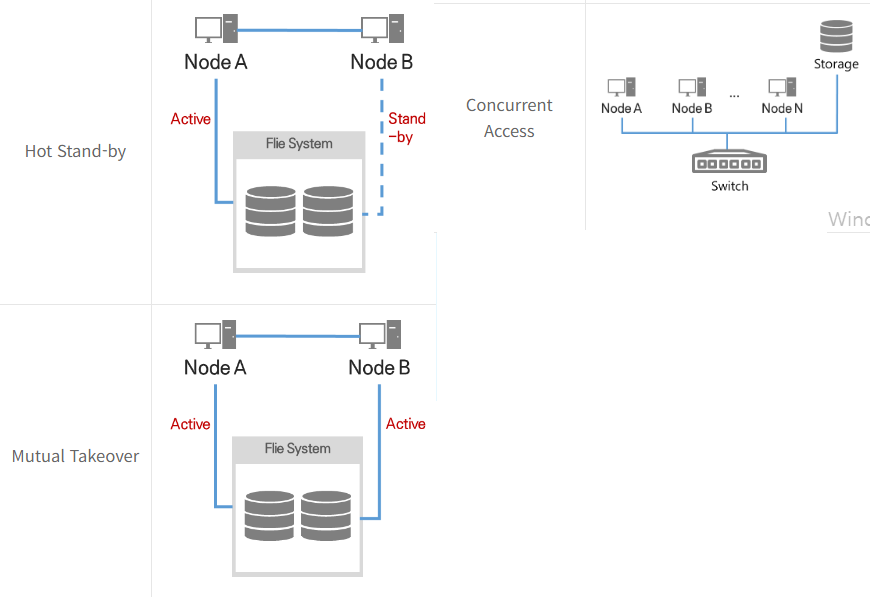 Hot Stand-by
Node A
Node B
Active
Stand
-by
Flie System
Concurrent
Access
Storage
Node A
Node B
...
Node N
Switch
Mutual Takeover
Node A
Node B
Active
Active
Flie System